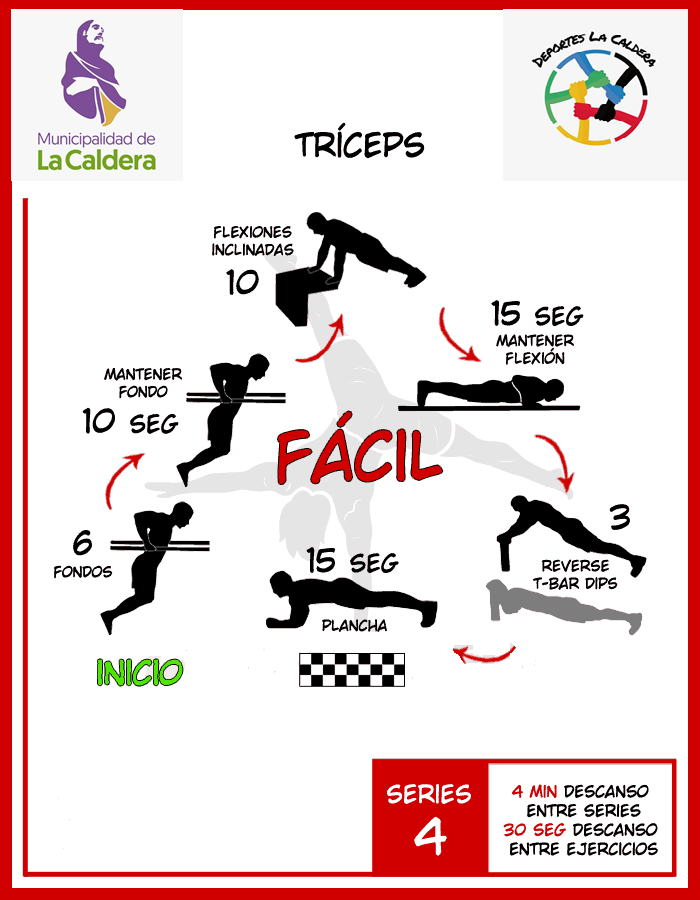 Municipalidad de
La Caldera
DEPORTES LA CALDERA
TRÍCEPS
FLEXIONES
INCLINADAS
10
15 SEG
MANTENER
FLEXIÓN
MANTENER
FONDO
10 SEG
FÁCIL
6
FONDOS
15 SEG
PLANCHA
3
REVERSE
T-BAR DIPS
INICIO
SERIES
4
4 MIN DESCANSO
ENTRE SERIES
30 SEG DESCANSO
ENTRE EJERCICIOS